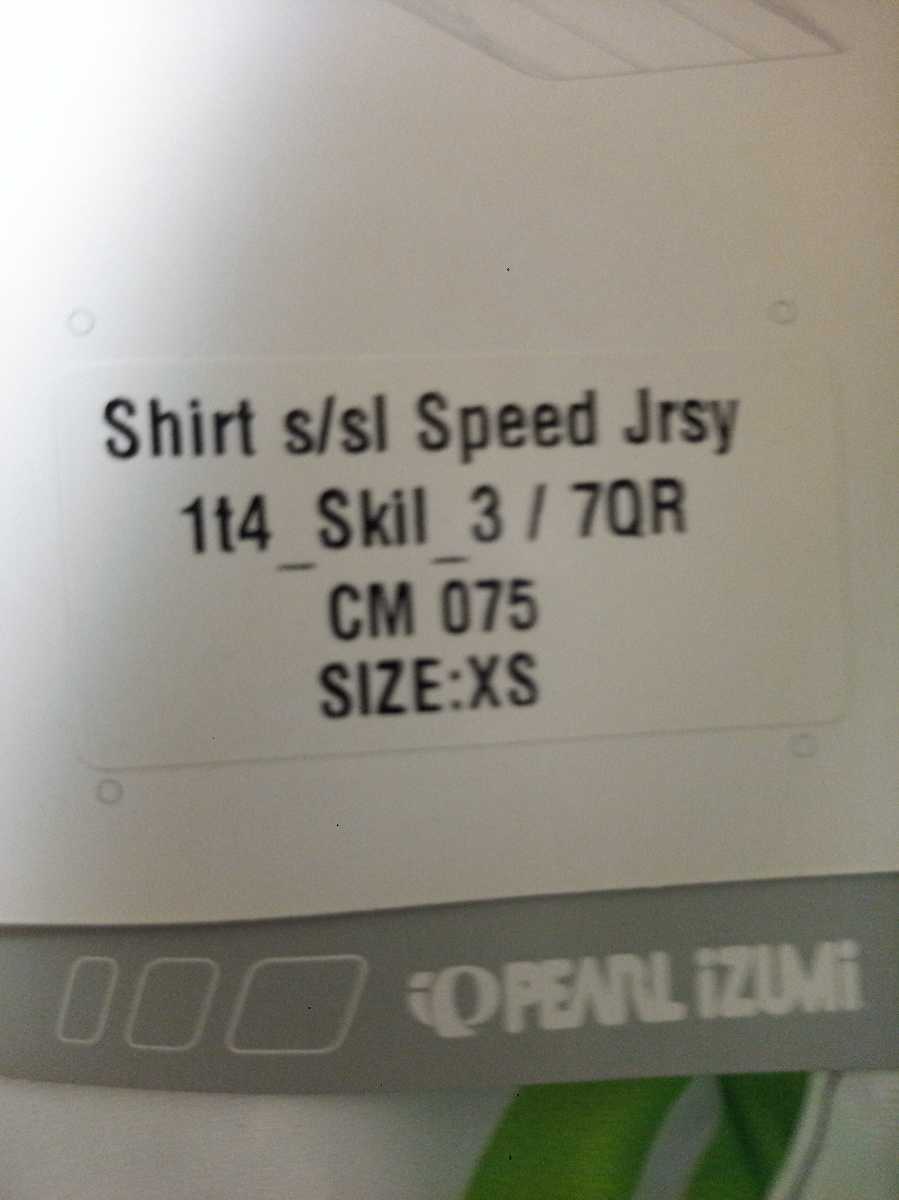 Shirt s/sl Speed Jrsy
1t4_Skil_3 / 7QR
CM 075
SIZE:XS
PEARL iZUMi